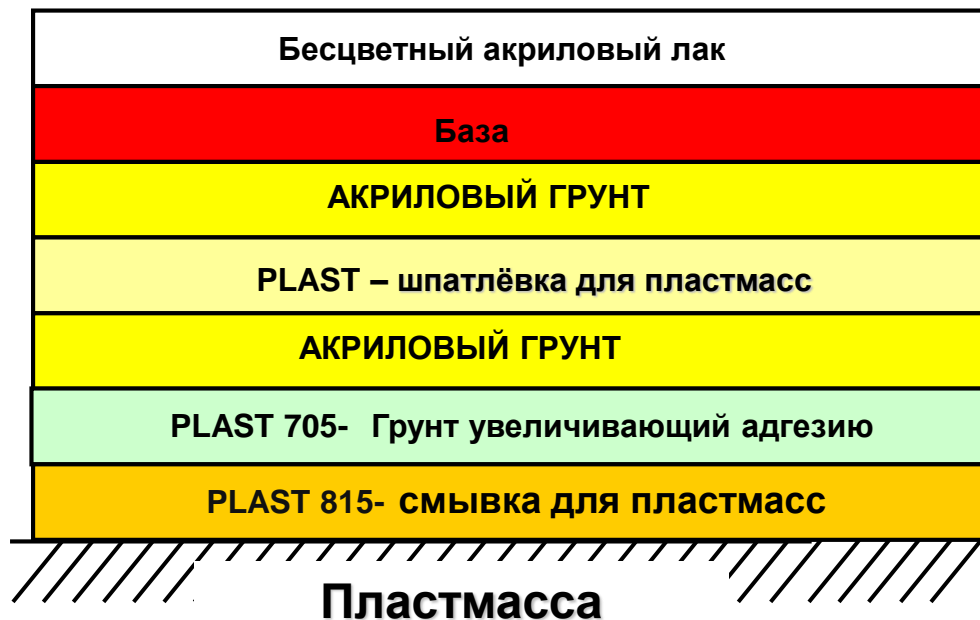 Бесцветный акриловый лак
База
АКРИЛОВЫЙ ГРУНТ
PLAST – шпатлёвка для пластмасс
АКРИЛОВЫЙ ГРУНТ
PLAST 705- Грунт увеличивающий адгезию
PLAST 815- смывка для пластмасс
Пластмасса